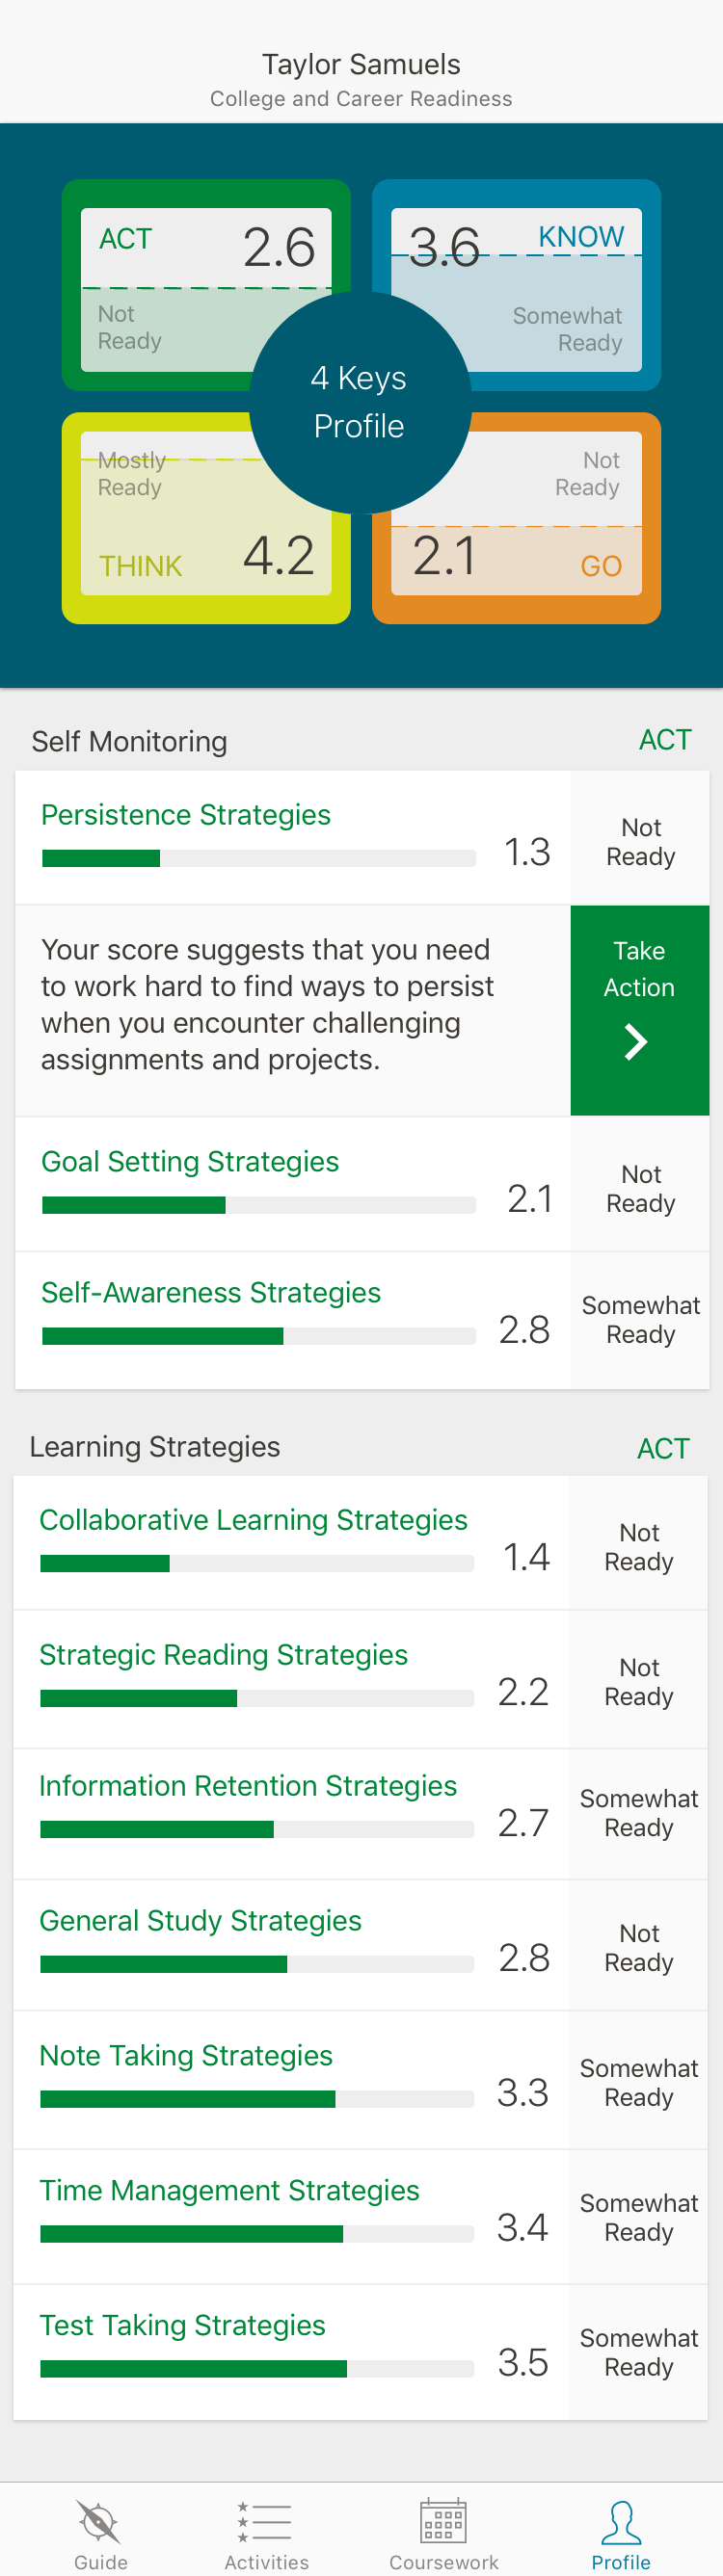 Taylor Samuels
College and Career Readiness
ACT 2.6
Not
Ready
3.6 KNOW
Somewhat
Ready
4 Keys
Profile
Mostly
Ready
THINK 4.2
Not
Ready
2.1 GO
Self Monitoring ACT
Persistence Strategies
1.3
Not
Ready
Your score suggests that you need
to work hard to find ways to persist
when you encounter challenging
assignments and projects.
Take
Action
Goal Setting Strategies
2.1
Not
Ready
Self-Awareness Strategies
2.8
Somewhat
Ready
Learning Strategies ACT
Collaborative Learning Strategies
1.4
Not
Ready
Strategic Reading Strategies
2.2
Not
Ready
Information Retention Strategies
2.7
Somewhat
Ready
General Study Strategies
2.8
Not
Ready
Note Taking Strategies
3.3
Somewhat
Ready
Time Management Strategies
3.4
Somewhat
Ready
Test Taking Strategies
3.5
Somewhat
Ready
Guide Activities Coursework Profile